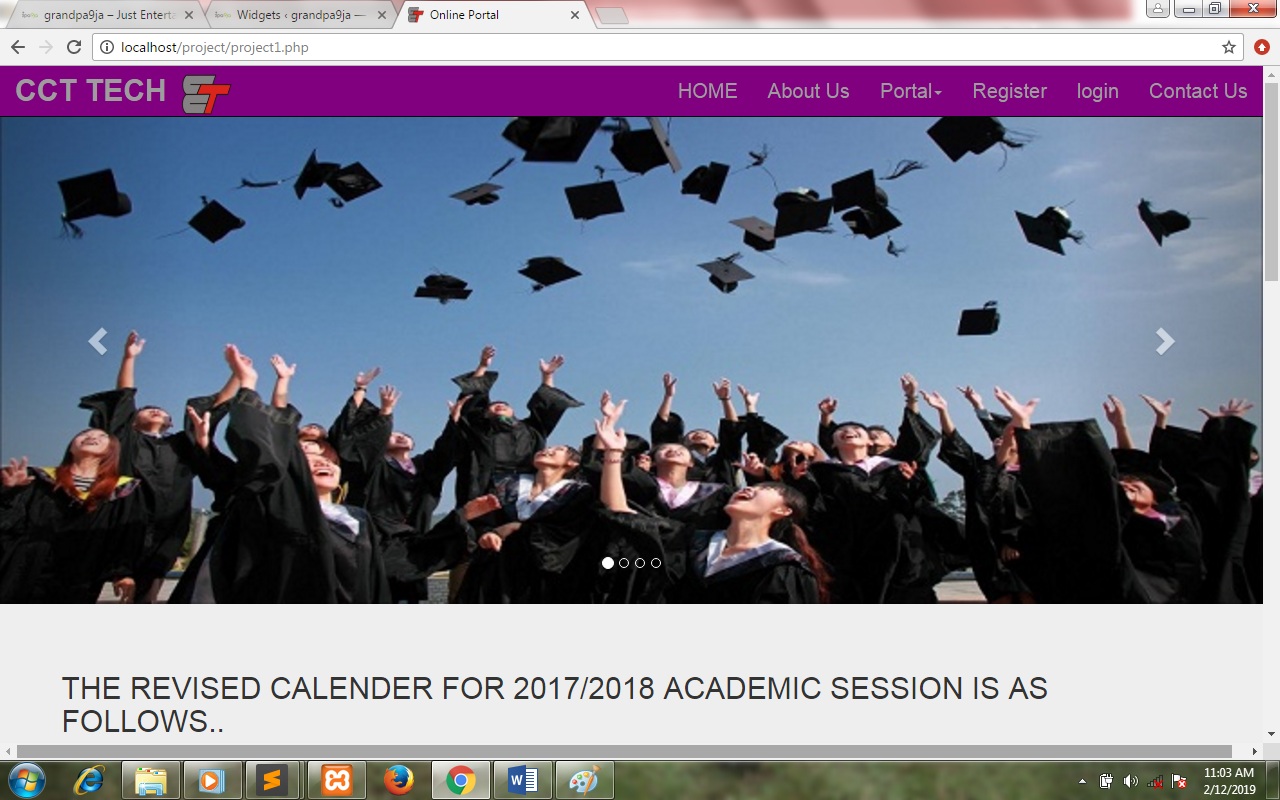 grandpa9ja – Just Enterta
Widgets ‹ grandpa9ja —
Online Portal
localhost/project/project1.php
CCT TECH
HOME About Us Portal Register login Contact Us
THE REVISED CALENDER FOR 2017/2018 ACADEMIC SESSION IS AS
FOLLOWS..
11:03 AM
2/12/2019